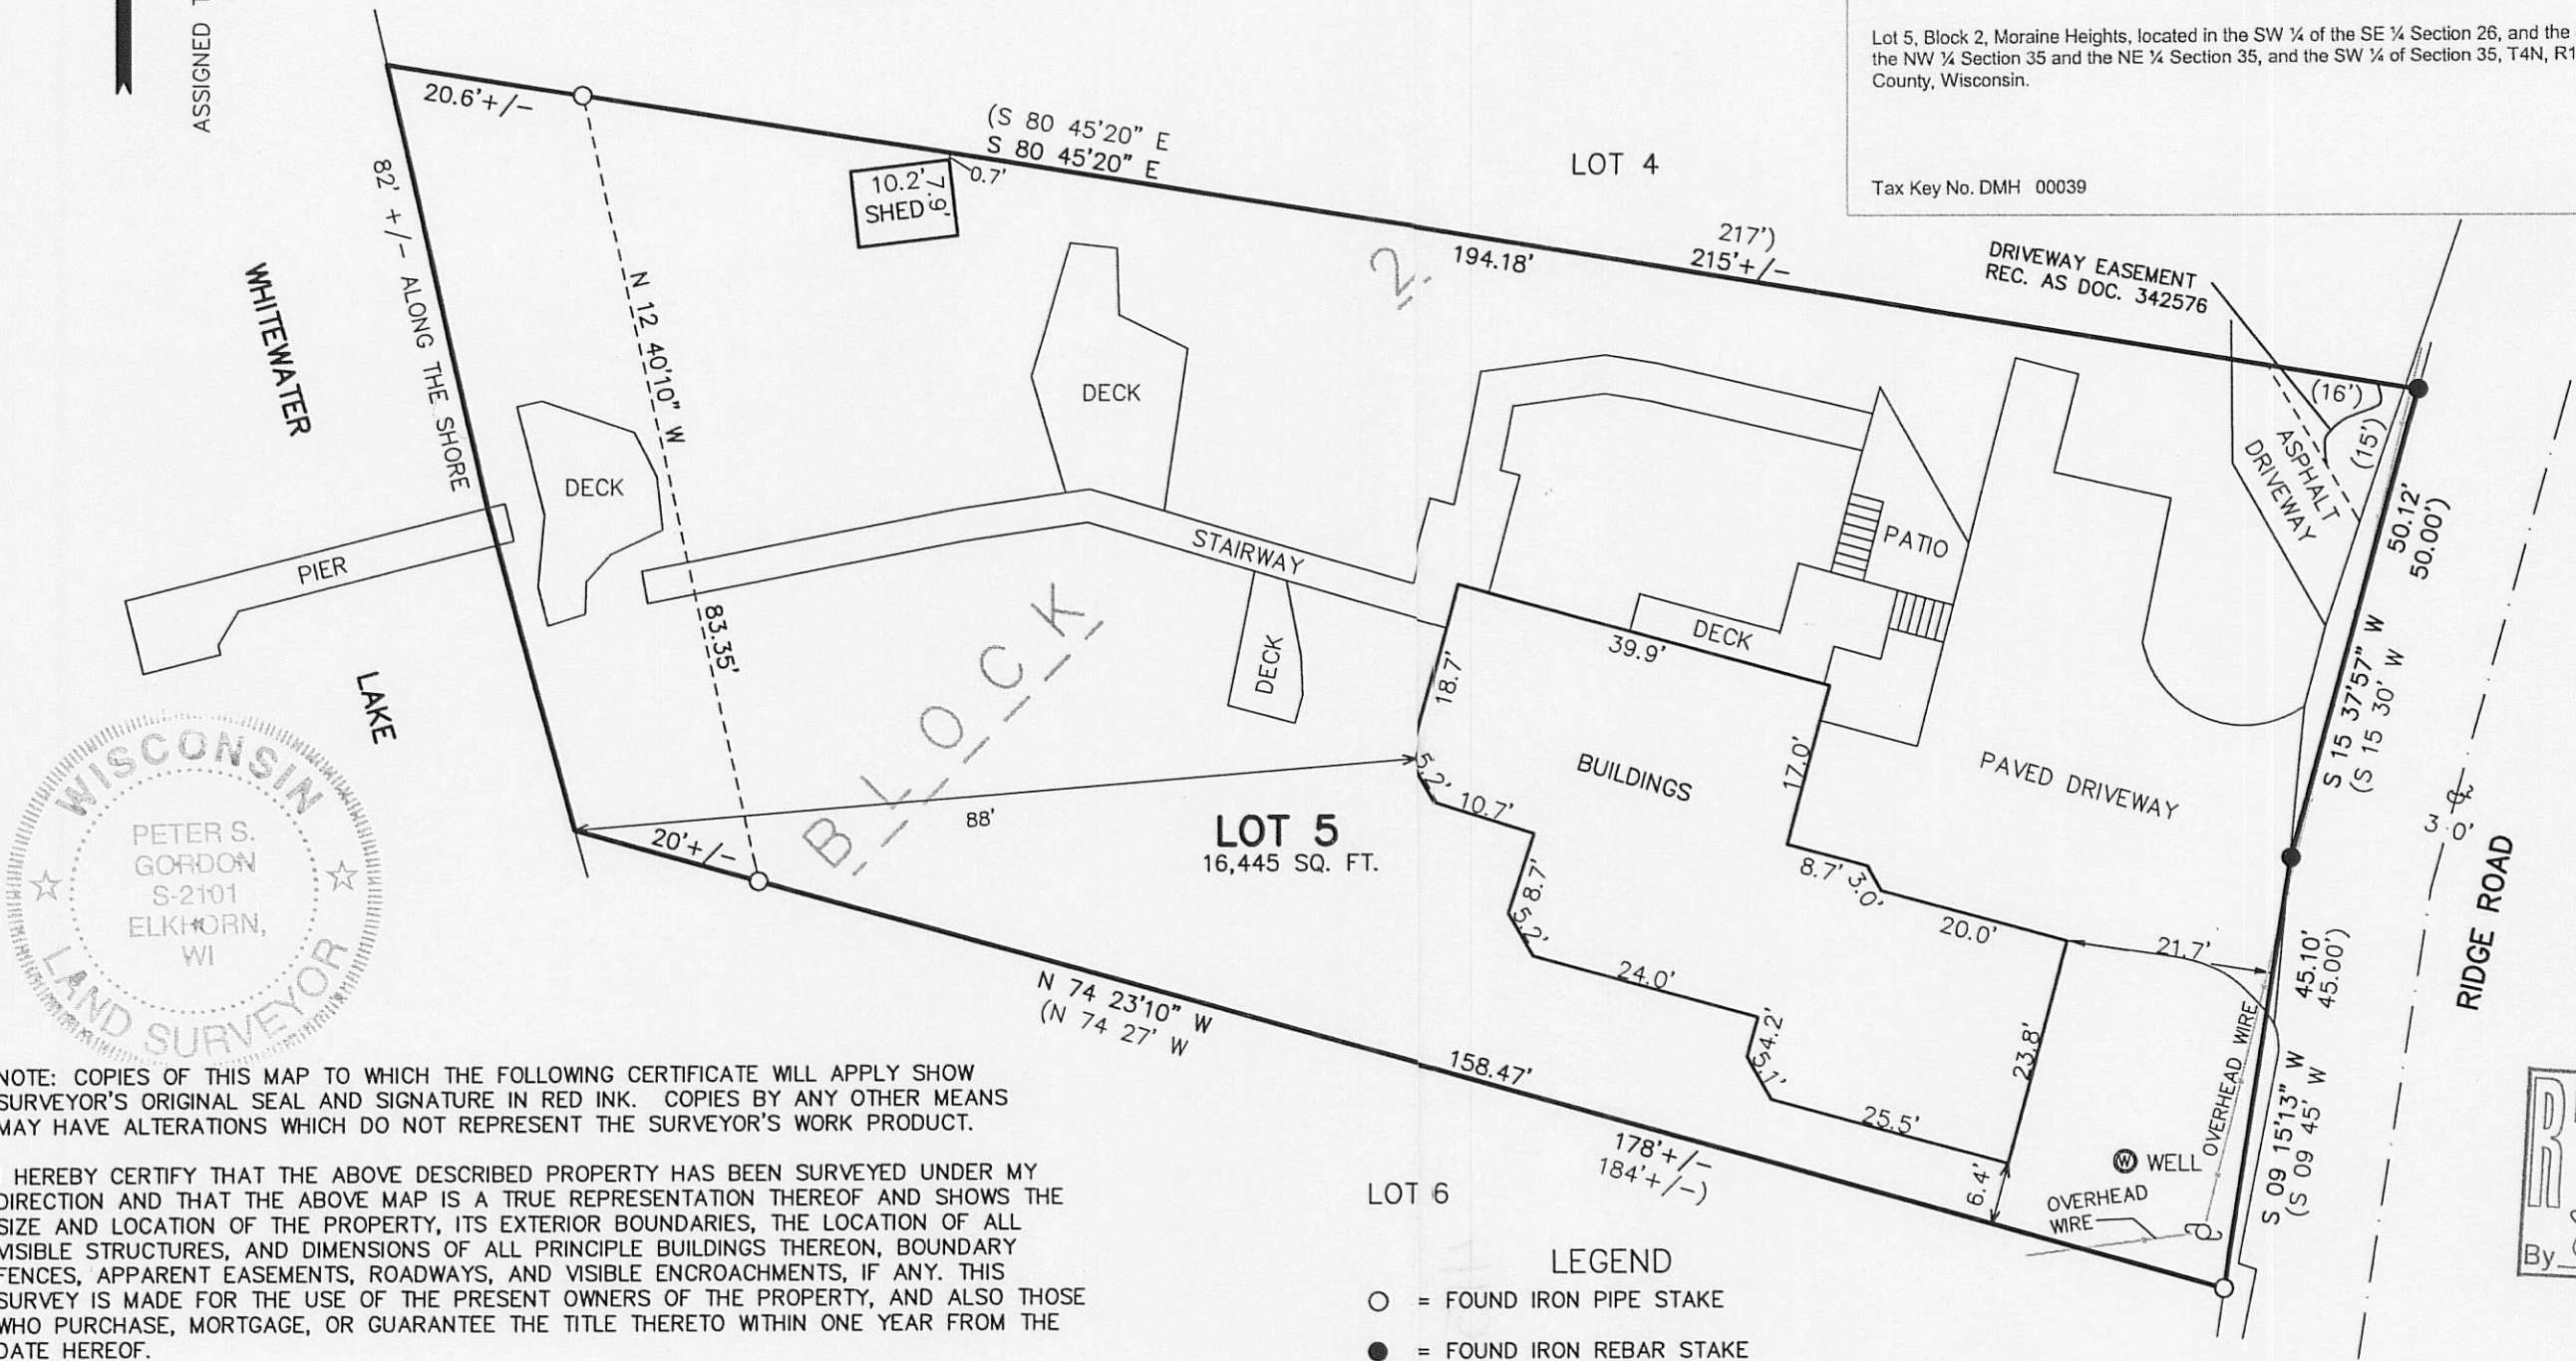 ASSIGNED
Lot 5, Block 2, Moraine Heights, located in the SW ¼ of the SE ¼ Section 26, and the
the NW ¼ Section 35 and the NE ¼ Section 35, and the SW ¼ of Section 35, T4N, R1
County, Wisconsin.
Tax Key No. DMH 00039
20.6'+/-
(S 80 45'20" E
S 80 45'20" E
LOT 4
217')
194.18'
215'+/-
82' +/- ALONG THE SHORE
10.2'
7.9'
SHED
0.7'
DRIVEWAY EASEMENT
REC. AS DOC. 342576
(16')
(15')
ASPHALT
DRIVEWAY
50.12'
50.00')
WHITEWATER
LAKE
N 12 40'10" W
83.35'
DECK
DECK
PIER
STAIRWAY
DECK
BLOCK
2
PATIO
DECK
39.9'
18.7'
17.0'
BUILDINGS
PAVED DRIVEWAY
S 15 37'57" W
(S 15 30' W
3.0'
RIDGE ROAD
5.2'
10.7'
88'
LOT 5
16,445 SQ. FT.
8.7'
5.2'
8.7'
3.0'
20.0'
21.7'
24.0'
4.2'
5.1'
25.5'
23.8'
6.4'
45.10'
45.00')
S 09 15'13" W
(S 09 45' W
OVERHEAD WIRE
W WELL
OVERHEAD
WIRE
20'+/-
N 74 23'10" W
(N 74 27' W
158.47'
178'+/-
184'+/-)
LOT 6
WISCONSIN
PETER S.
GORDON
S-2101
ELKHORN,
WI
LAND SURVEYOR
NOTE: COPIES OF THIS MAP TO WHICH THE FOLLOWING CERTIFICATE WILL APPLY SHOW
SURVEYOR'S ORIGINAL SEAL AND SIGNATURE IN RED INK. COPIES BY ANY OTHER MEANS
MAY HAVE ALTERATIONS WHICH DO NOT REPRESENT THE SURVEYOR'S WORK PRODUCT.
HEREBY CERTIFY THAT THE ABOVE DESCRIBED PROPERTY HAS BEEN SURVEYED UNDER MY
DIRECTION AND THAT THE ABOVE MAP IS A TRUE REPRESENTATION THEREOF AND SHOWS THE
SIZE AND LOCATION OF THE PROPERTY, ITS EXTERIOR BOUNDARIES, THE LOCATION OF ALL
VISIBLE STRUCTURES, AND DIMENSIONS OF ALL PRINCIPLE BUILDINGS THEREON, BOUNDARY
FENCES, APPARENT EASEMENTS, ROADWAYS, AND VISIBLE ENCROACHMENTS, IF ANY. THIS
SURVEY IS MADE FOR THE USE OF THE PRESENT OWNERS OF THE PROPERTY, AND ALSO THOSE
WHO PURCHASE, MORTGAGE, OR GUARANTEE THE TITLE THERETO WITHIN ONE YEAR FROM THE
DATE HEREOF.
LEGEND
= FOUND IRON PIPE STAKE
= FOUND IRON REBAR STAKE
By